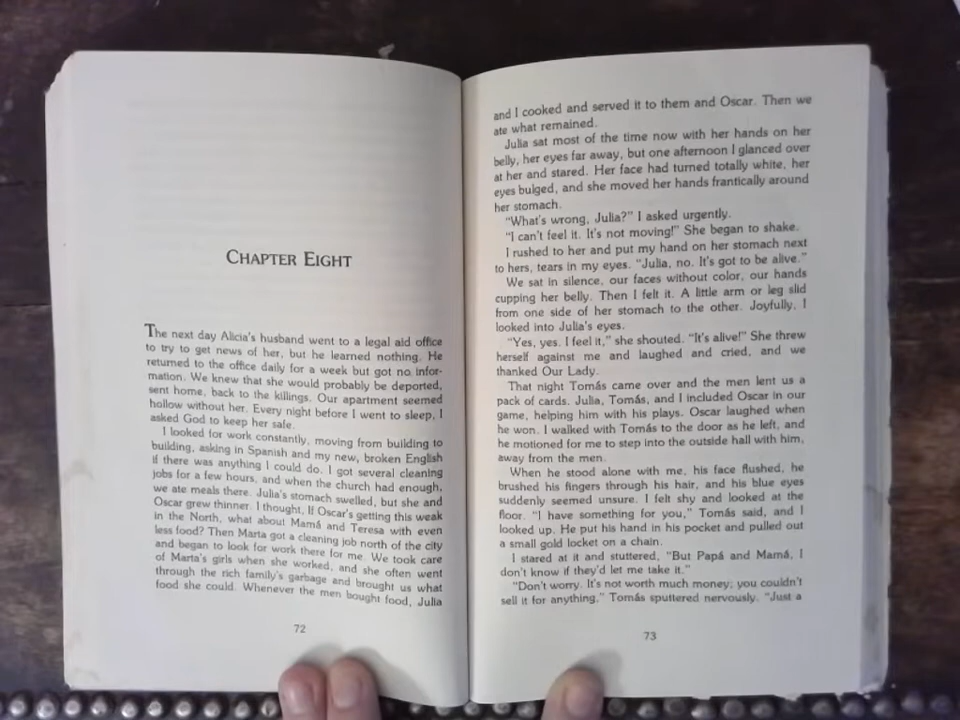 CHAPTER EIGHT
The next day Alicia's husband went to a legal aid office
to try to get news of her, but he learned nothing. He
returned to the office daily for a week but got no infor-
mation. We knew that she would probably be deported,
sent home, back to the killings. Our apartment seemed
hollow without her. Every night before I went to sleep, I
asked God to keep her safe.
I looked for work constantly, moving from building to
building, asking in Spanish and my new, broken English
if there was anything I could do. I got several cleaning
jobs for a few hours, and when the church had enough,
we ate meals there. Julia's stomach swelled, but she and
Oscar grew thinner. I thought, If Oscar's getting this weak
in the North, what about Mamá and Teresa with even
less food? Then Marta got a cleaning job north of the city
and began to look for work there for me. We took care
of Marta's girls when she worked, and she often went
through the rich family's garbage and brought us what
food she could. Whenever the men bought food, Julia
72
and I cooked and served it to them and Oscar. Then we
ate what remained.
Julia sat most of the time now with her hands on her
belly, her eyes far away, but one afternoon I glanced over
at her and stared. Her face had turned totally white, her
eyes bulged, and she moved her hands frantically around
her stomach.
"What's wrong, Julia?" I asked urgently.
"I can't feel it. It's not moving!" She began to shake.
I rushed to her and put my hand on her stomach next
to hers, tears in my eyes. "Julia, no. It's got to be alive."
We sat in silence, our faces without color, our hands
cupping her belly. Then I felt it. A little arm or leg slid
from one side of her stomach to the other. Joyfully, I
looked into Julia's eyes.
"Yes, yes. I feel it," she shouted. "It's alive!" She threw
herself against me and laughed and cried, and we
thanked Our Lady.
That night Tomás came over and the men lent us a
pack of cards. Julia, Tomás, and I included Oscar in our
game, helping him with his plays. Oscar laughed when
he won. I walked with Tomás to the door as he left, and
he motioned for me to step into the outside hall with him,
away from the men.
When he stood alone with me, his face flushed, he
brushed his fingers through his hair, and his blue eyes
suddenly seemed unsure. I felt shy and looked at the
floor. "I have something for you," Tomás said, and I
looked up. He put his hand in his pocket and pulled out
a small gold locket on a chain.
I stared at it and stuttered, "But Papá and Mamá, I
don't know if they'd let me take it."
"Don't worry. It's not worth much money; you couldn't
sell it for anything." Tomás sputtered nervously. "Just a
73